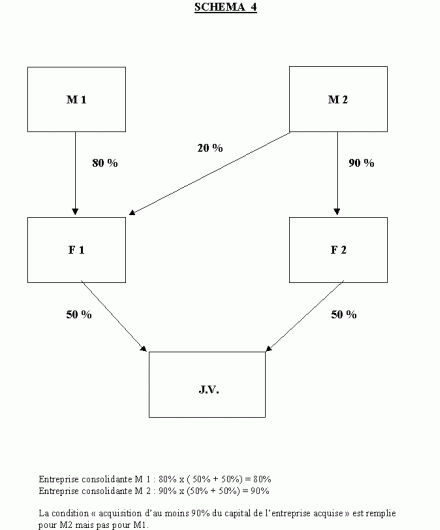 SCHEMA 4
M 1
M 2
20 %
80 %
90 %
F 1
F 2
50 %
50 %
J.V.
Entreprise consolidante M 1 : 80% x ( 50% + 50%) = 80%
Entreprise consolidante M 2 : 90% x (50% + 50%) = 90%
La condition « acquisition d’au moins 90% du capital de l’entreprise acquise » est remplie
pour M2 mais pas pour M1.